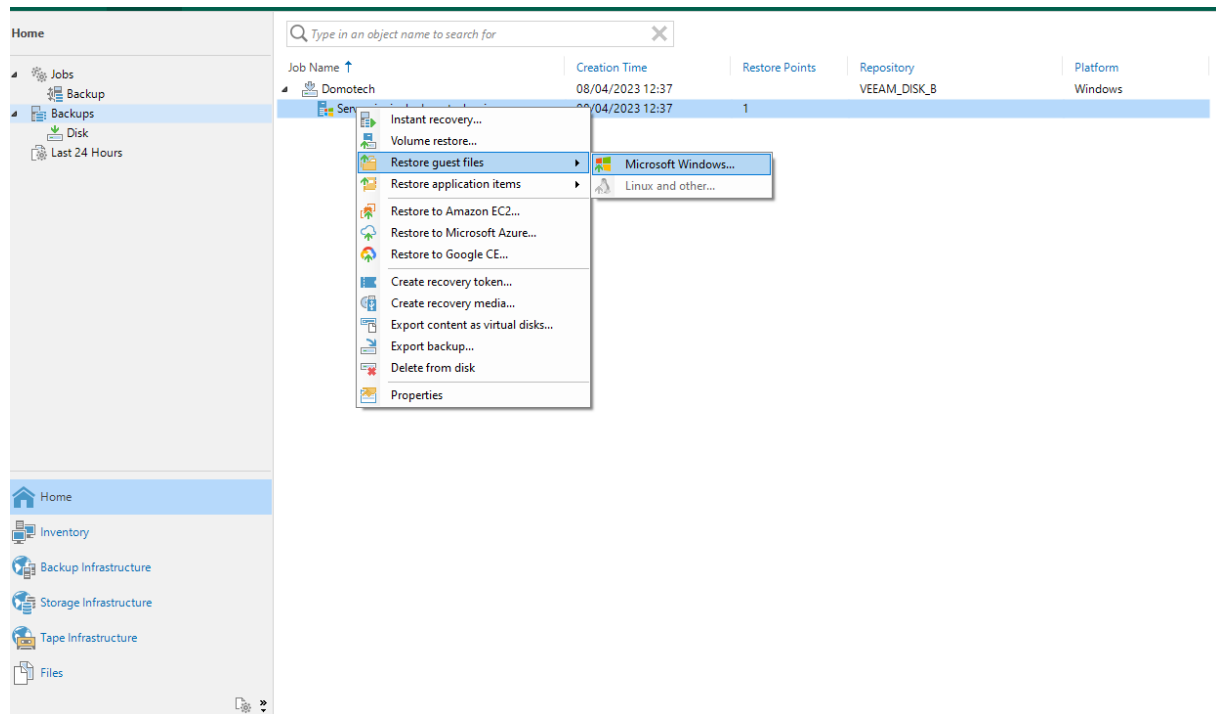 Home
Type in an object name to search for
Jobs
Backup
Backups
Disk
Last 24 Hours
Job Name Creation Time Restore Points Repository Platform
Domotech 08/04/2023 12:37 VEEAM_DISK_B Windows
08/04/2023 12:37 1
Instant recovery...
Volume restore...
Restore guest files
Restore application items
Restore to Amazon EC2...
Restore to Microsoft Azure...
Restore to Google CE...
Create recovery token...
Create recovery media...
Export content as virtual disks...
Export backup...
Delete from disk
Properties
Microsoft Windows...
Linux and other...
Home
Inventory
Backup Infrastructure
Storage Infrastructure
Tape Infrastructure
Files